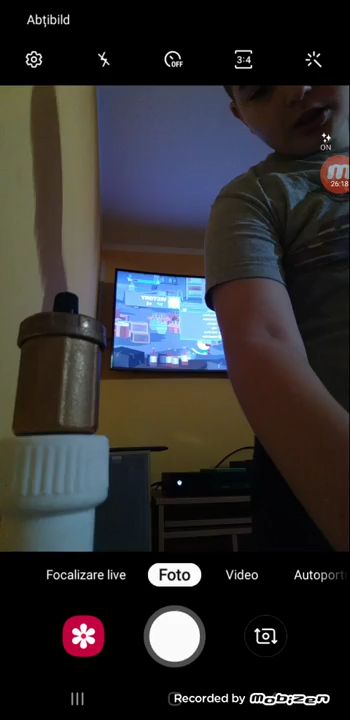 Abțibild
OFF
3:4
ON
26:18
Focalizare live
Foto
Video
Autoport
Recorded by MOBIZEN